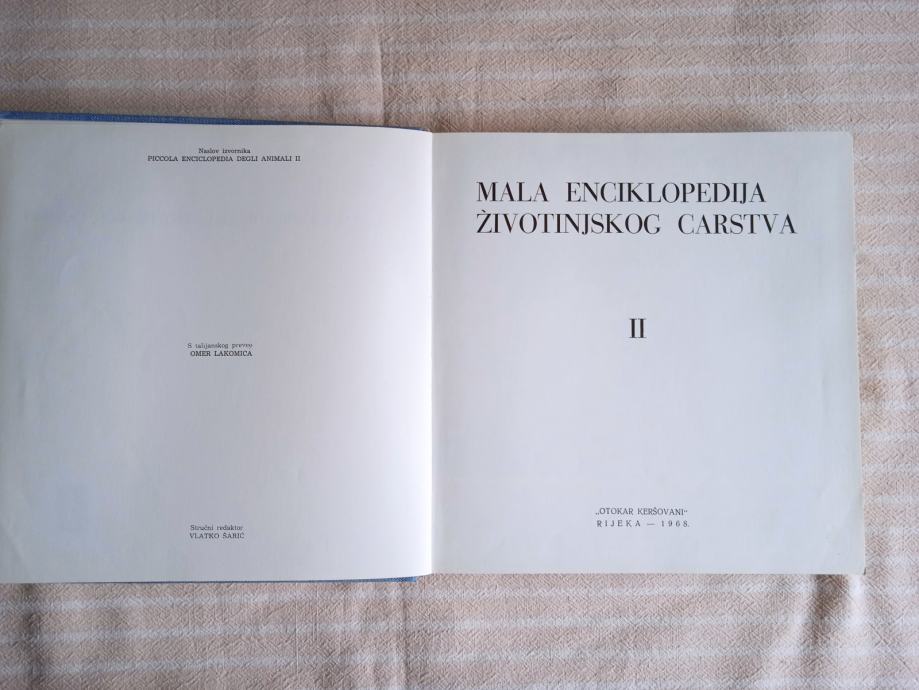 Naslov izvornika
PICCOLA ENCICLOPEDIA DEGLI ANIMALI II
S talijanskog preveo
OMER LAKOMICA
Stručni redaktor
VLATKO ŠARIĆ
MALA ENCIKLOPEDIJA
ŽIVOTINJSKOG CARSTVA
II
„OTOKAR KERŠOVANI"
RIJEKA — 1968.